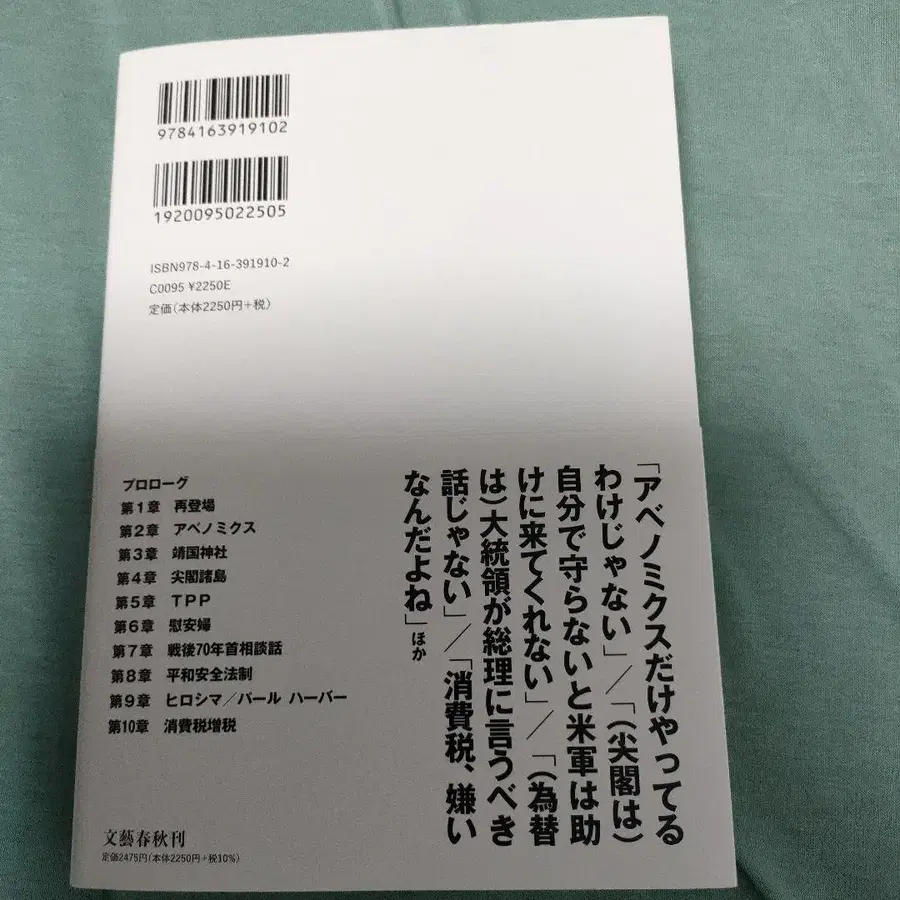 9784163919102
1920095022505
ISBN978-4-16-391910-2
C0095 ¥2250E
定価(本体2250円+税)
「アベノミクスだけやってる
わけじゃない」/「(尖閣は)
自分で守らないと米軍は助
けに来てくれない」/「(為替
は)大統領が総理に言うべき
話じゃない」/「消費税、嫌い
なんだよね」ほか
プロローグ
第1章 再登場
第2章 アベノミクス
第3章 靖国神社
第4章 尖閣諸島
第5章 TPP
第6章 慰安婦
第7章 戦後70年首相談話
第8章 平和安全法制
第9章 ヒロシマ/パール ハーバー
第10章 消費税増税
文藝春秋刊
定価2475円(本体2250円+税10%)